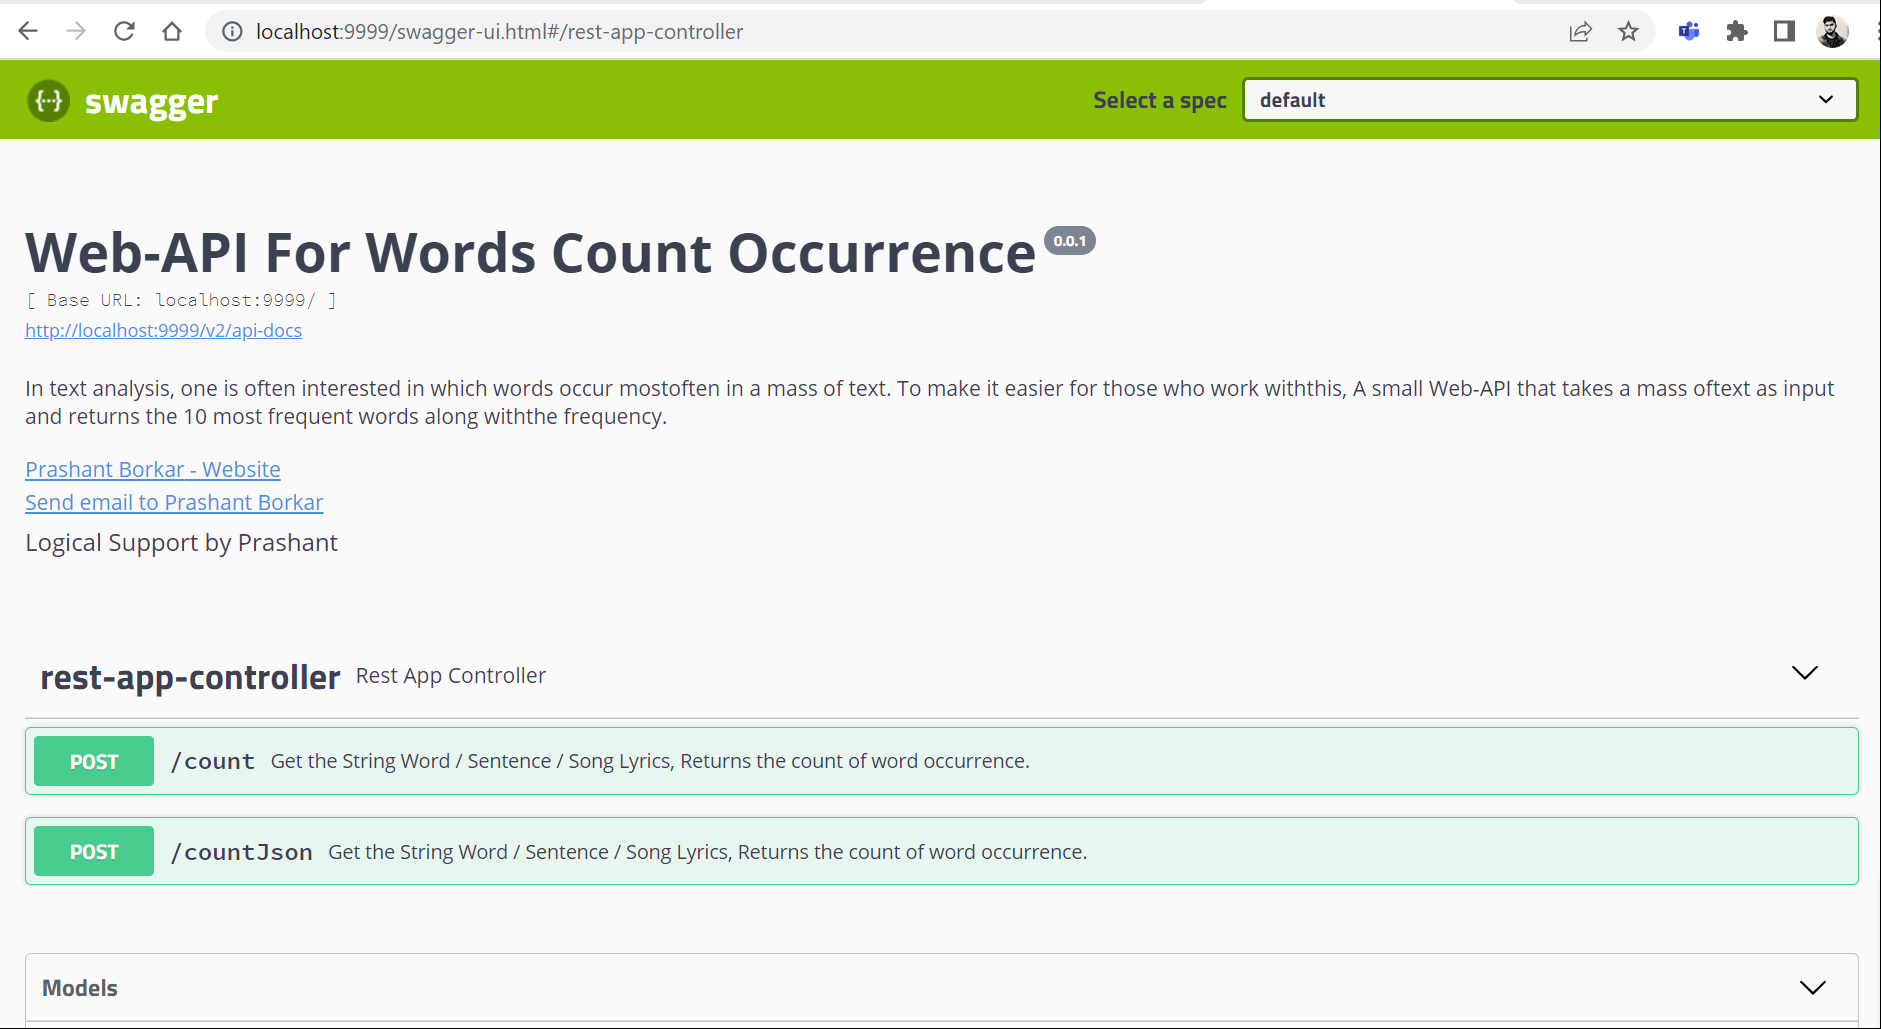 localhost:9999/swagger-ui.html#/rest-app-controller
{...} swagger
Select a spec
default
Web-API For Words Count Occurrence 0.0.1
[ Base URL: localhost:9999/ ]
http://localhost:9999/v2/api-docs
In text analysis, one is often interested in which words occur mostoften in a mass of text. To make it easier for those who work withthis, A small Web-API that takes a mass oftext as input
and returns the 10 most frequent words along withthe frequency.
Prashant Borkar - Website
Send email to Prashant Borkar
Logical Support by Prashant
rest-app-controller Rest App Controller
POST /count Get the String Word / Sentence / Song Lyrics, Returns the count of word occurrence.
POST /countJson Get the String Word / Sentence / Song Lyrics, Returns the count of word occurrence.
Models